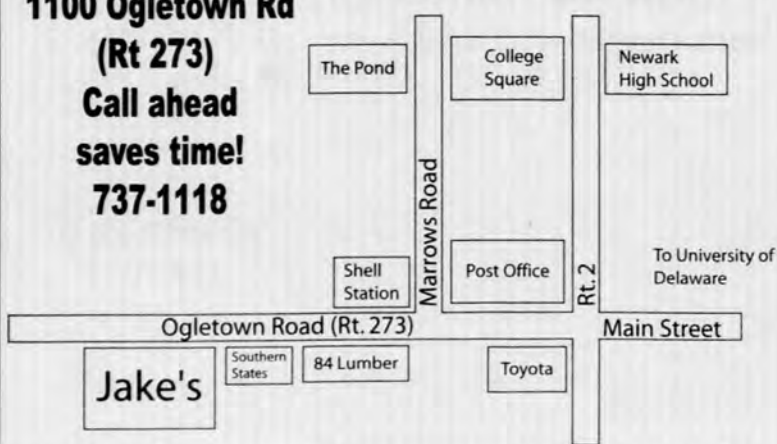 1100 Ogletown Rd
(Rt 273)
Call ahead
saves time!
737-1118
The Pond
College
Square
Newark
High School
Marrows Road
Shell
Station
Post Office
Rt. 2
To University of
Delaware
Ogletown Road (Rt. 273)
Main Street
Jake's
Southern
States
84 Lumber
Toyota